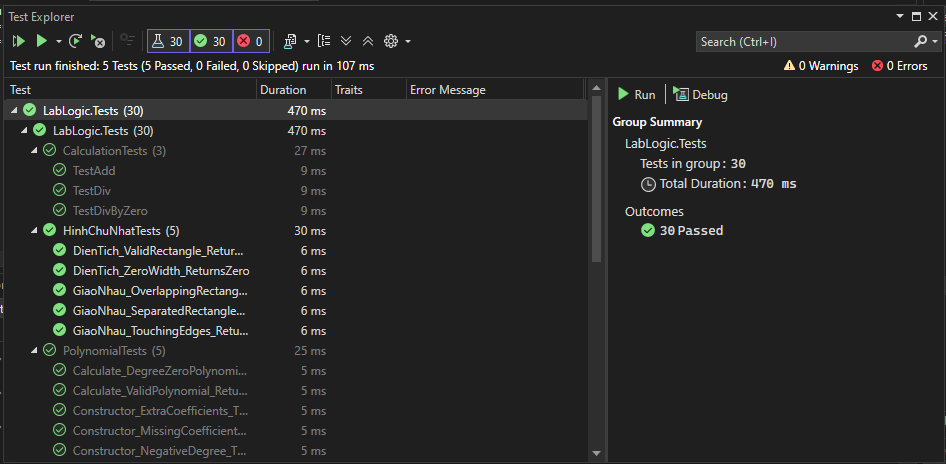 Test Explorer
30 30 0
Search (Ctrl+I)
Test run finished: 5 Tests (5 Passed, 0 Failed, 0 Skipped) run in 107 ms
0 Warnings 0 Errors
Test Duration Traits Error Message
LabLogic.Tests (30) 470 ms
LabLogic.Tests (30) 470 ms
CalculationTests (3) 27 ms
TestAdd 9 ms
TestDiv 9 ms
TestDivByZero 9 ms
HinhChuNhatTests (5) 30 ms
DienTich_ValidRectangle_Retur... 6 ms
DienTich_ZeroWidth_ReturnsZero 6 ms
GiaoNhau_OverlappingRectang... 6 ms
GiaoNhau_SeparatedRectangle... 6 ms
GiaoNhau_TouchingEdges_Retu... 6 ms
PolynomialTests (5) 25 ms
Calculate_DegreeZeroPolynomi... 5 ms
Calculate_ValidPolynomial_Retu... 5 ms
Constructor_ExtraCoefficients_T... 5 ms
Constructor_MissingCoefficient... 5 ms
Constructor_NegativeDegree_T... 5 ms
Run Debug
Group Summary
LabLogic.Tests
Tests in group: 30
Total Duration: 470 ms
Outcomes
30 Passed